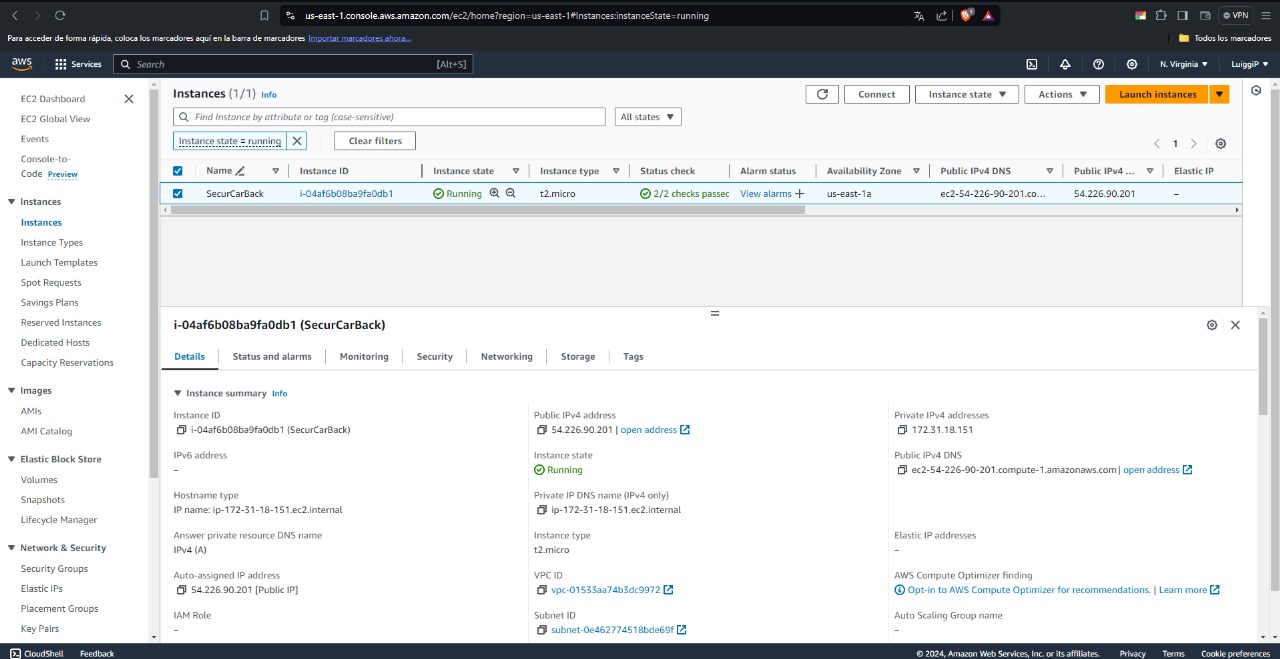 us-east-1.console.aws.amazon.com/ec2/home?region=us-east-1#Instances:instanceState=running
1
VPN
Para acceder de forma rápida, coloca los marcadores aquí en la barra de marcadores Importar marcadores ahora...
Todos los marcadores
aws Services Search [Alt+S] N. Virginia ▼ LuiggiP ▼
EC2 Dashboard
EC2 Global View
Events
Console-to-
Code Preview
Instances
Instances
Instance Types
Launch Templates
Spot Requests
Savings Plans
Reserved Instances
Dedicated Hosts
Capacity Reservations
Images
AMIs
AMI Catalog
Elastic Block Store
Volumes
Snapshots
Lifecycle Manager
Network & Security
Security Groups
Elastic IPs
Placement Groups
Key Pairs
Instances (1/1) Info
Connect Instance state ▼ Actions ▼ Launch instances ▼
Find Instance by attribute or tag (case-sensitive) All states ▼
Instance state = running Clear filters
1
Name Instance ID Instance state Instance type Status check Alarm status Availability Zone Public IPv4 DNS Public IPv4 ... Elastic IP
SecurCarBack i-04af6b08ba9fa0db1 Running t2.micro 2/2 checks passec View alarms + us-east-1a ec2-54-226-90-201.co... 54.226.90.201 –
i-04af6b08ba9fa0db1 (SecurCarBack)
Details Status and alarms Monitoring Security Networking Storage Tags
▼ Instance summary Info
Instance ID
i-04af6b08ba9fa0db1 (SecurCarBack)
Public IPv4 address
54.226.90.201 | open address
Private IPv4 addresses
172.31.18.151
IPv6 address
–
Instance state
Running
Public IPv4 DNS
ec2-54-226-90-201.compute-1.amazonaws.com | open address
Hostname type
IP name: ip-172-31-18-151.ec2.internal
Private IP DNS name (IPv4 only)
ip-172-31-18-151.ec2.internal
Answer private resource DNS name
IPv4 (A)
Instance type
t2.micro
Elastic IP addresses
–
Auto-assigned IP address
54.226.90.201 [Public IP]
VPC ID
vpc-01533aa74b3dc9972
AWS Compute Optimizer finding
Opt-in to AWS Compute Optimizer for recommendations. | Learn more
IAM Role
–
Subnet ID
subnet-0e462774518bde69f
Auto Scaling Group name
–
CloudShell Feedback © 2024, Amazon Web Services, Inc. or its affiliates. Privacy Terms Cookie preferences